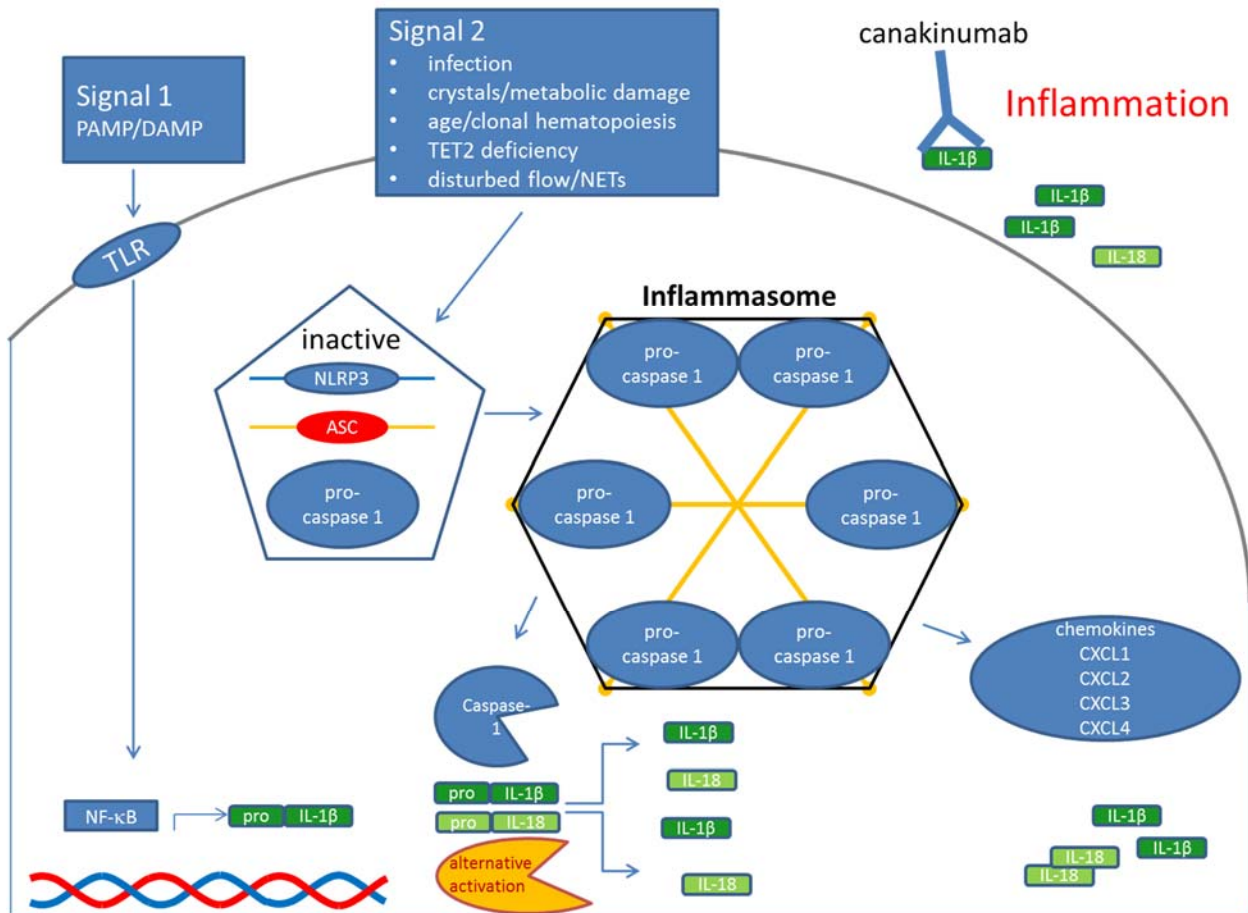 Signal 1
PAMP/DAMP
Signal 2
• infection
• crystals/metabolic damage
• age/clonal hematopoiesis
• TET2 deficiency
• disturbed flow/NETs
canakinumab
Inflammation
IL-1β
IL-1β
IL-1β
IL-18
TLR
inactive
NLRP3
ASC
pro-
caspase 1
Inflammasome
pro-
caspase 1
pro-
caspase 1
pro-
caspase 1
pro-
caspase 1
pro-
caspase 1
pro-
caspase 1
chemokines
CXCL1
CXCL2
CXCL3
CXCL4
Caspase-
1
NF-κB
pro IL-1β
pro IL-1β
pro IL-18
alternative
activation
IL-1β
IL-18
IL-1β
IL-18
IL-1β
IL-1β
IL-18
IL-18